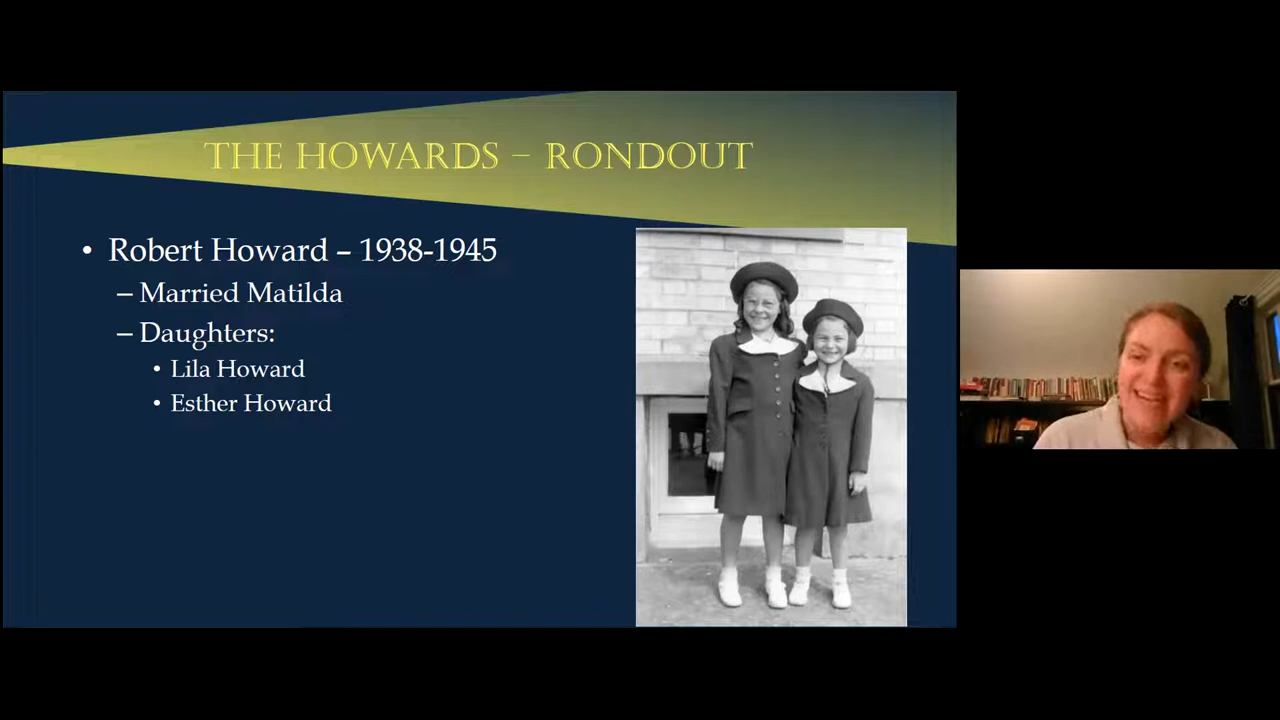 THE HOWARDS – RONDOUT
• Robert Howard – 1938-1945
– Married Matilda
– Daughters:
• Lila Howard
• Esther Howard